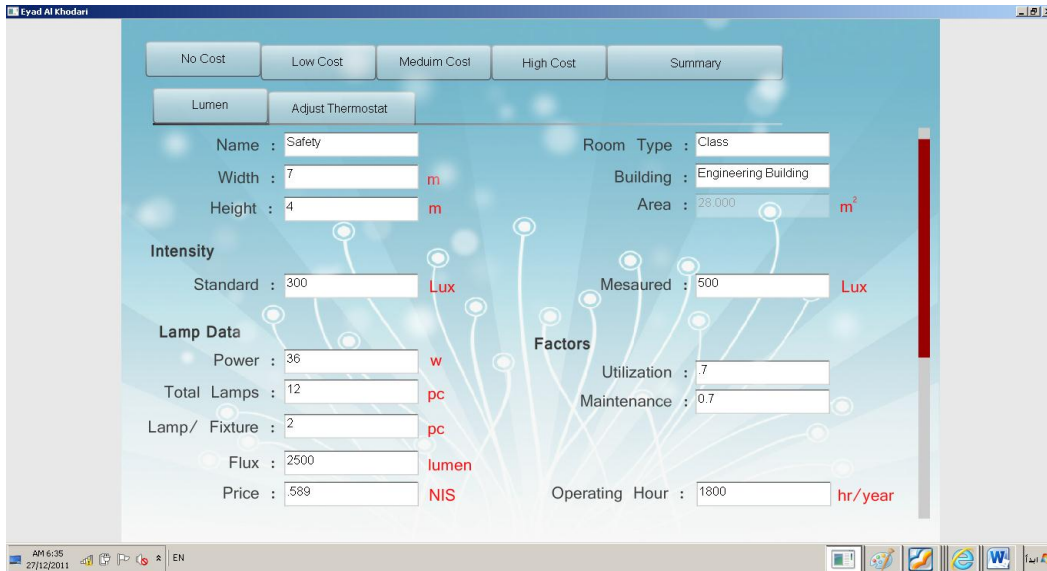 Eyad Al Khodari
No Cost Low Cost Meduim Cost High Cost Summary
Lumen Adjust Thermostat
Name : Safety Room Type : Class
Width : 7 m Building : Engineering Building
Height : 4 m Area : 28.000 m²
Intensity
Standard : 300 Lux Mesaured : 500 Lux
Lamp Data
Factors
Power : 36 w
Utilization : .7
Total Lamps : 12 pc
Maintenance : 0.7
Lamp/ Fixture : 2 pc
Flux : 2500 lumen
Price : .589 NIS Operating Hour : 1800 hr/year
AM 6:35
27/12/2011
EN
ابدأ